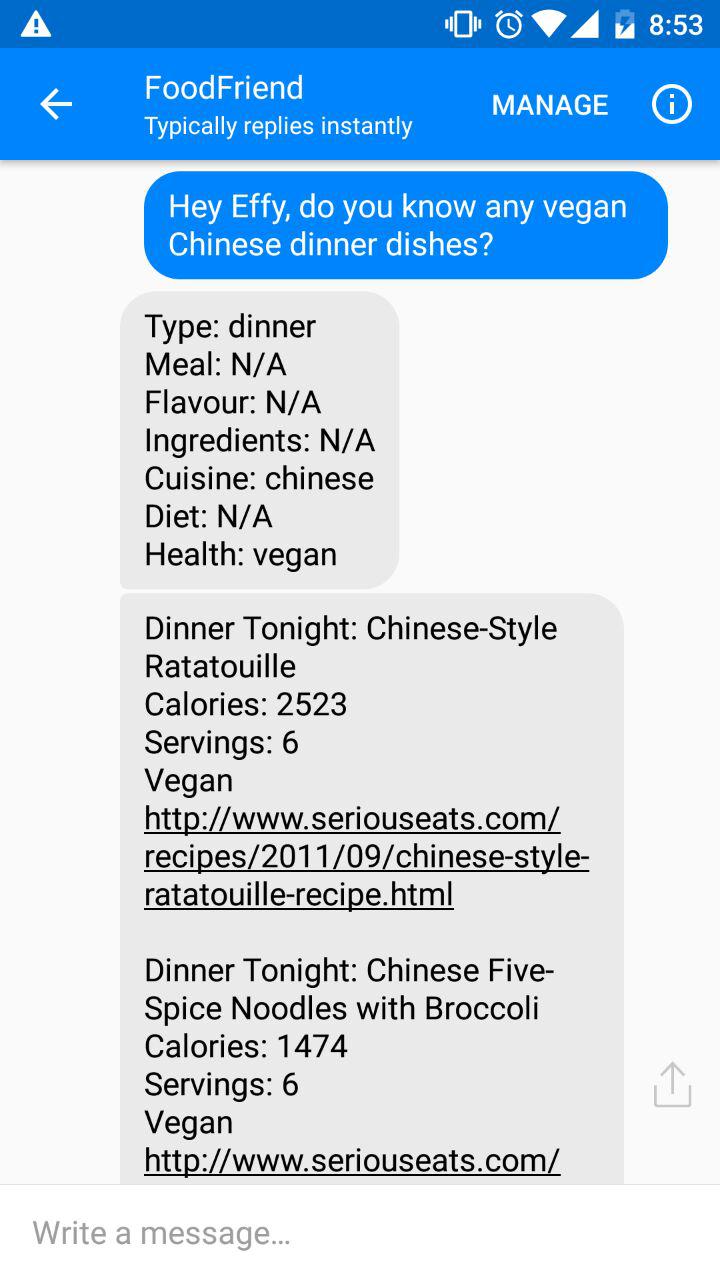 8:53
FoodFriend
Typically replies instantly
MANAGE
Hey Effy, do you know any vegan
Chinese dinner dishes?
Type: dinner
Meal: N/A
Flavour: N/A
Ingredients: N/A
Cuisine: chinese
Diet: N/A
Health: vegan
Dinner Tonight: Chinese-Style
Ratatouille
Calories: 2523
Servings: 6
Vegan
http://www.seriouseats.com/
recipes/2011/09/chinese-style-
ratatouille-recipe.html
Dinner Tonight: Chinese Five-
Spice Noodles with Broccoli
Calories: 1474
Servings: 6
Vegan
http://www.seriouseats.com/
Write a message...